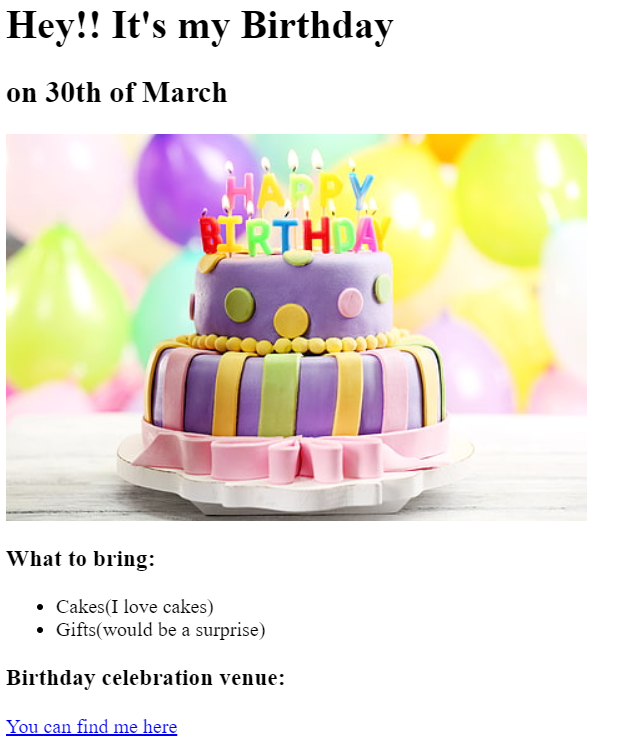 Hey!! It's my Birthday
on 30th of March
HAPPY
BIRTHDAY
What to bring:
Cakes(I love cakes)
Gifts(would be a surprise)
Birthday celebration venue:
You can find me here